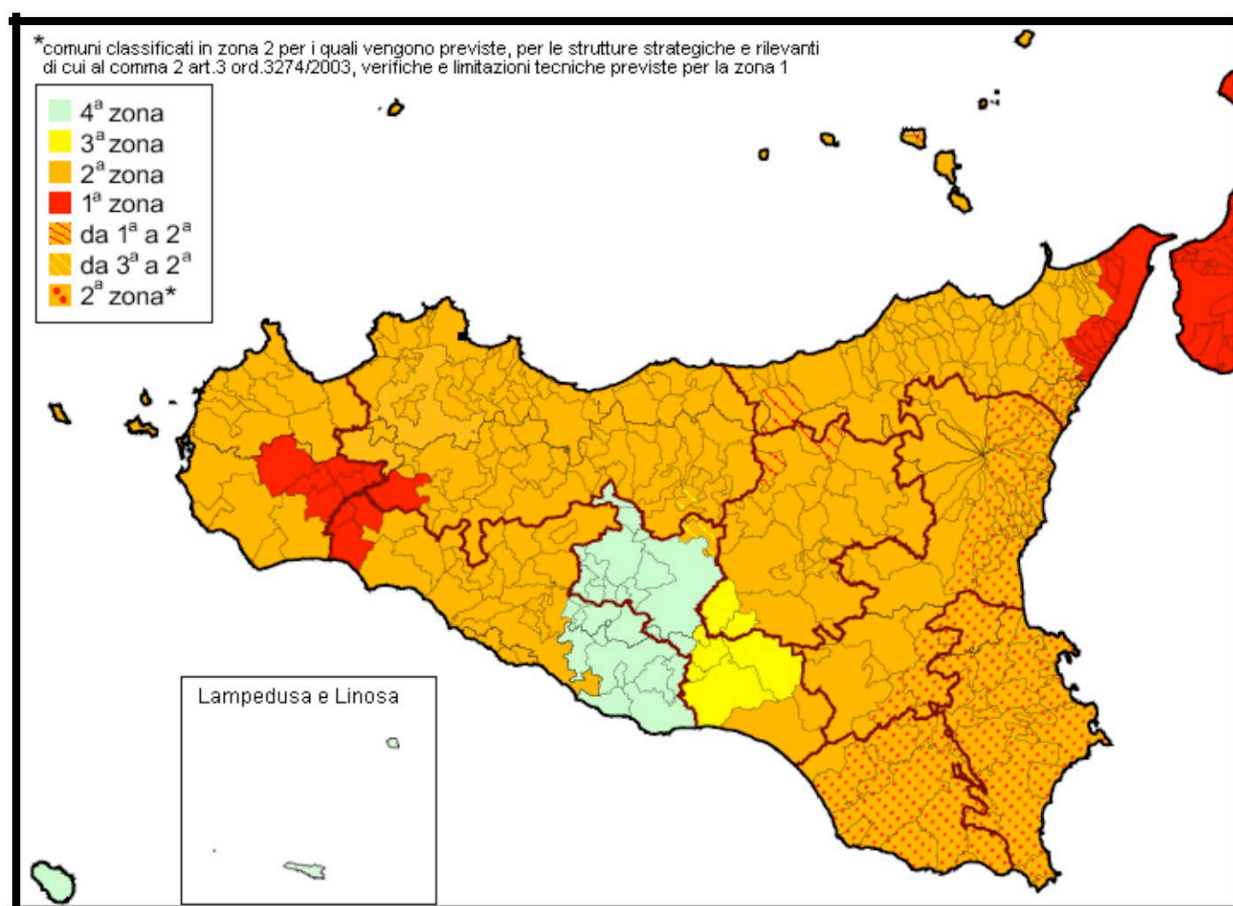 *comuni classificati in zona 2 per i quali vengono previste, per le strutture strategiche e rilevanti
di cui al comma 2 art.3 ord.3274/2003, verifiche e limitazioni tecniche previste per la zona 1
4ª zona
3ª zona
2ª zona
1ª zona
da 1ª a 2ª
da 3ª a 2ª
2ª zona*
Lampedusa e Linosa